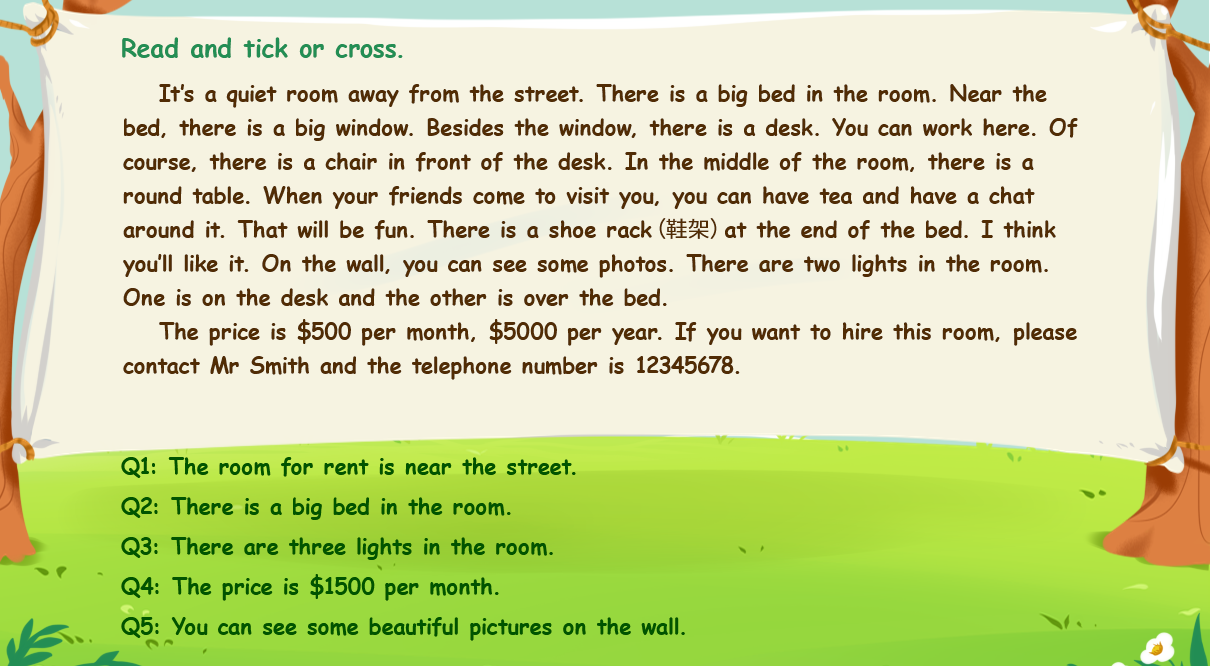 Read and tick or cross.
It's a quiet room away from the street. There is a big bed in the room. Near the
bed, there is a big window. Besides the window, there is a desk. You can work here. Of
course, there is a chair in front of the desk. In the middle of the room, there is a
round table. When your friends come to visit you, you can have tea and have a chat
around it. That will be fun. There is a shoe rack (鞋架) at the end of the bed. I think
you'll like it. On the wall, you can see some photos. There are two lights in the room.
One is on the desk and the other is over the bed.
The price is $500 per month, $5000 per year. If you want to hire this room, please
contact Mr Smith and the telephone number is 12345678.
Q1: The room for rent is near the street.
Q2: There is a big bed in the room.
Q3: There are three lights in the room.
Q4: The price is $1500 per month.
Q5: You can see some beautiful pictures on the wall.